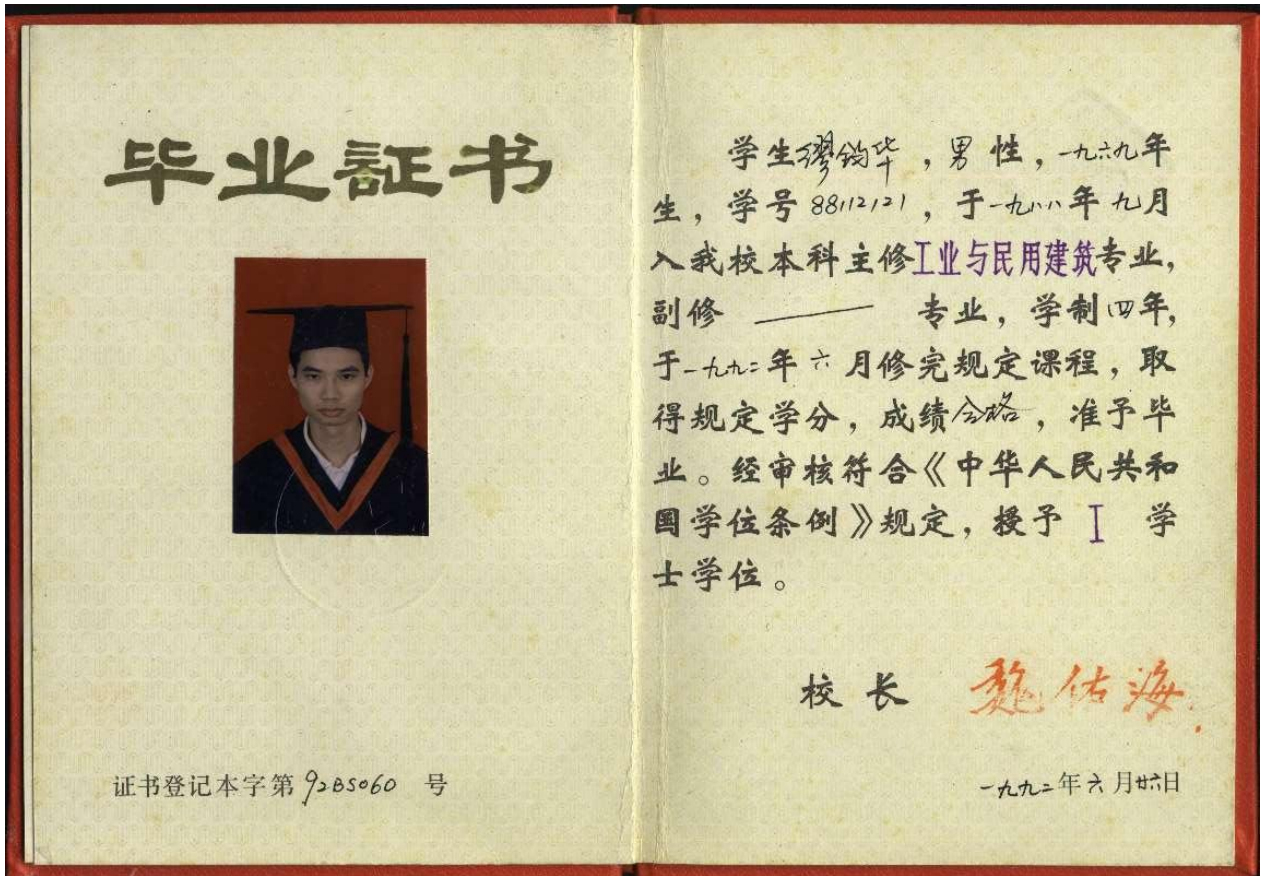 毕业証书
学生缪钧华，男性，一九六九年
生，学号88112121，于一九八八年九月
入我校本科主修工业与民用建筑专业，
副修 —— 专业，学制四年，
于一九九二年六月修完规定课程，取
得规定学分，成绩合格，准予毕
业。经审核符合《中华人民共和
国学位条例》规定，授予 工 学
士学位。
校长 魏佑海
证书登记本字第92BS060号
一九九二年六月廿六日